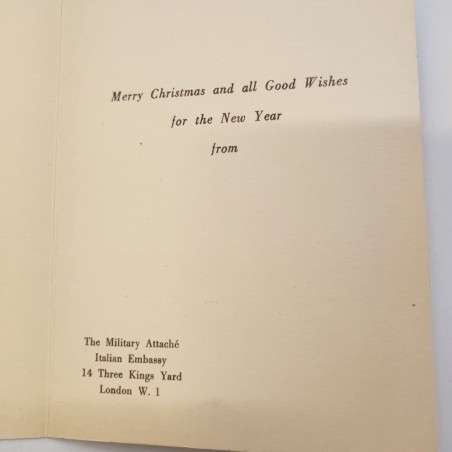 Merry Christmas and all Good Wishes
for the New Year
from
The Military Attaché
Italian Embassy
14 Three Kings Yard
London W. 1